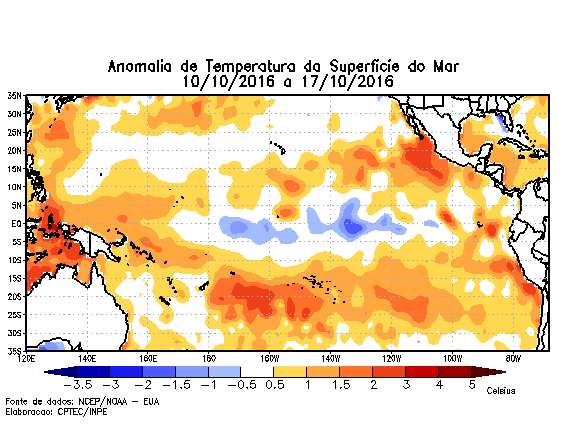 Anomalia de Temperatura da Superfície do Mar
10/10/2016 a 17/10/2016
35N
30N
25N
20N
15N
10N
5N
EQ
5S
10S
15S
20S
25S
30S
35S
120E 140E 160E 180 160W 140W 120W 100W 80W
−3.5 −3 −2 −1.5 −1 −0.5 0.5 1 1.5 2 3 4 5
Celsius
Fonte de dados: NCEP/NOAA − EUA
Elaboracao: CPTEC/INPE